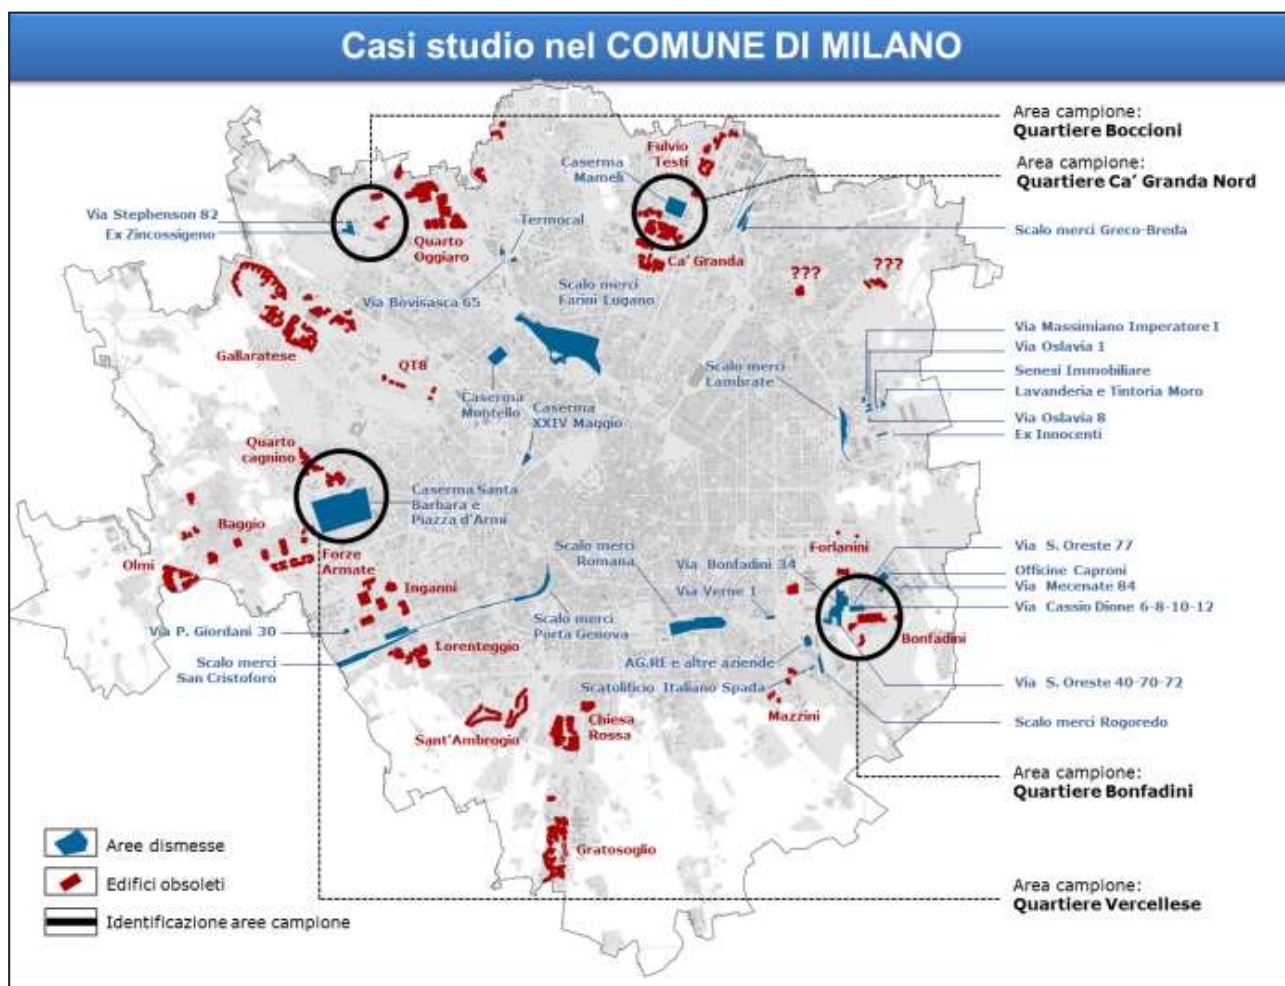 Casi studio nel COMUNE DI MILANO
Area campione:
Quartiere Boccioni
Area campione:
Quartiere Ca' Granda Nord
Fulvio
Testi
Caserma
Mameli
Via Stephenson 82
Ex Zincossigeno
Quarto
Oggiaro
Termocal
Scalo merci Greco-Breda
Ca' Granda
???
???
Via Bovisasca 65
Scalo merci
Farini Lugano
Gallaratese
QT8
Caserma
Montello
Caserma
XXIV Maggio
Scalo merci
Lambrate
Via Massimiano Imperatore I
Via Oslavia 1
Senesi Immobiliare
Lavanderia e Tintoria Moro
Via Oslavia 8
Ex Innocenti
Quarto
cagnino
Caserma Santa
Barbara e
Piazza d'Armi
Baggio
Olmi
Forze
Armate
Inganni
Scalo merci
Romana
Via Bonfadini 34
Via Verne 1
Forlanini
Via S. Oreste 77
Officine Caproni
Via Mecenate 84
Via Cassio Dione 6-8-10-12
Bonfadini
Via P. Giordani 30
Scalo merci
San Cristoforo
Lorenteggio
Scalo merci
Porta Genova
AG.RE e altre aziende
Scatolificio Italiano Spada
Mazzini
Via S. Oreste 40-70-72
Scalo merci Rogoredo
Sant'Ambrogio
Chiesa
Rossa
Area campione:
Quartiere Bonfadini
Gratosoglio
Aree dismesse
Edifici obsoleti
Identificazione aree campione
Area campione:
Quartiere Vercellese